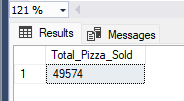 121 %
Results Messages
Total_Pizza_Sold
1 49574